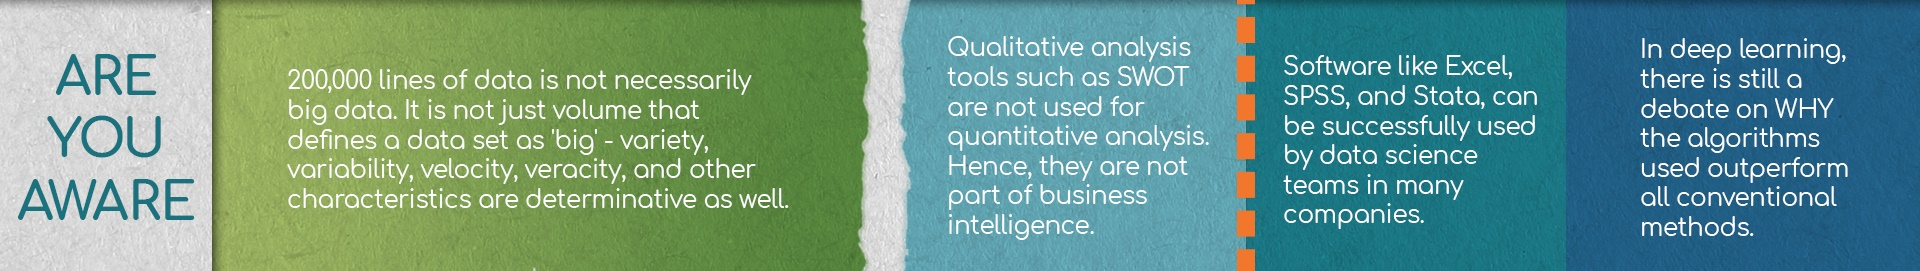 ARE
YOU
AWARE
200,000 lines of data is not necessarily
big data. It is not just volume that
defines a data set as 'big' - variety,
variability, velocity, veracity, and other
characteristics are determinative as well.
Qualitative analysis
tools such as SWOT
are not used for
quantitative analysis.
Hence, they are not
part of business
intelligence.
Software like Excel,
SPSS, and Stata, can
be successfully used
by data science
teams in many
companies.
In deep learning,
there is still a
debate on WHY
the algorithms
used outperform
all conventional
methods.